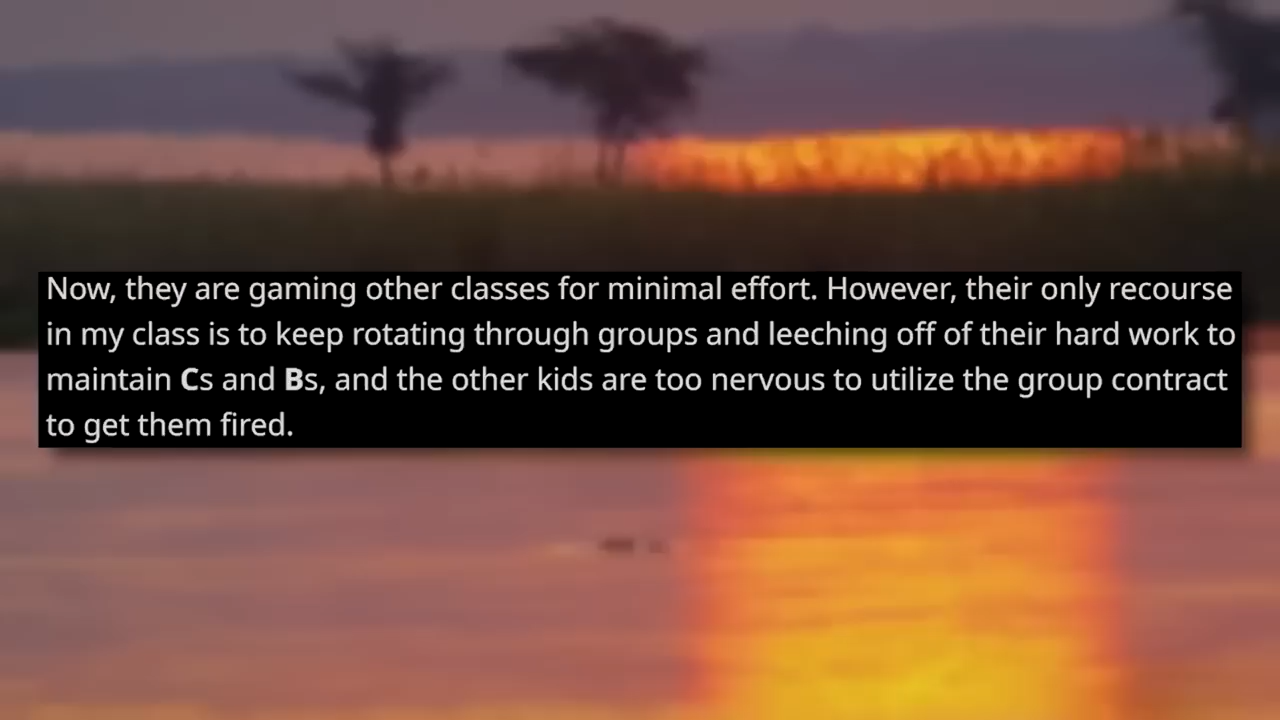 Now, they are gaming other classes for minimal effort. However, their only recourse
in my class is to keep rotating through groups and leeching off of their hard work to
maintain Cs and Bs, and the other kids are too nervous to utilize the group contract
to get them fired.